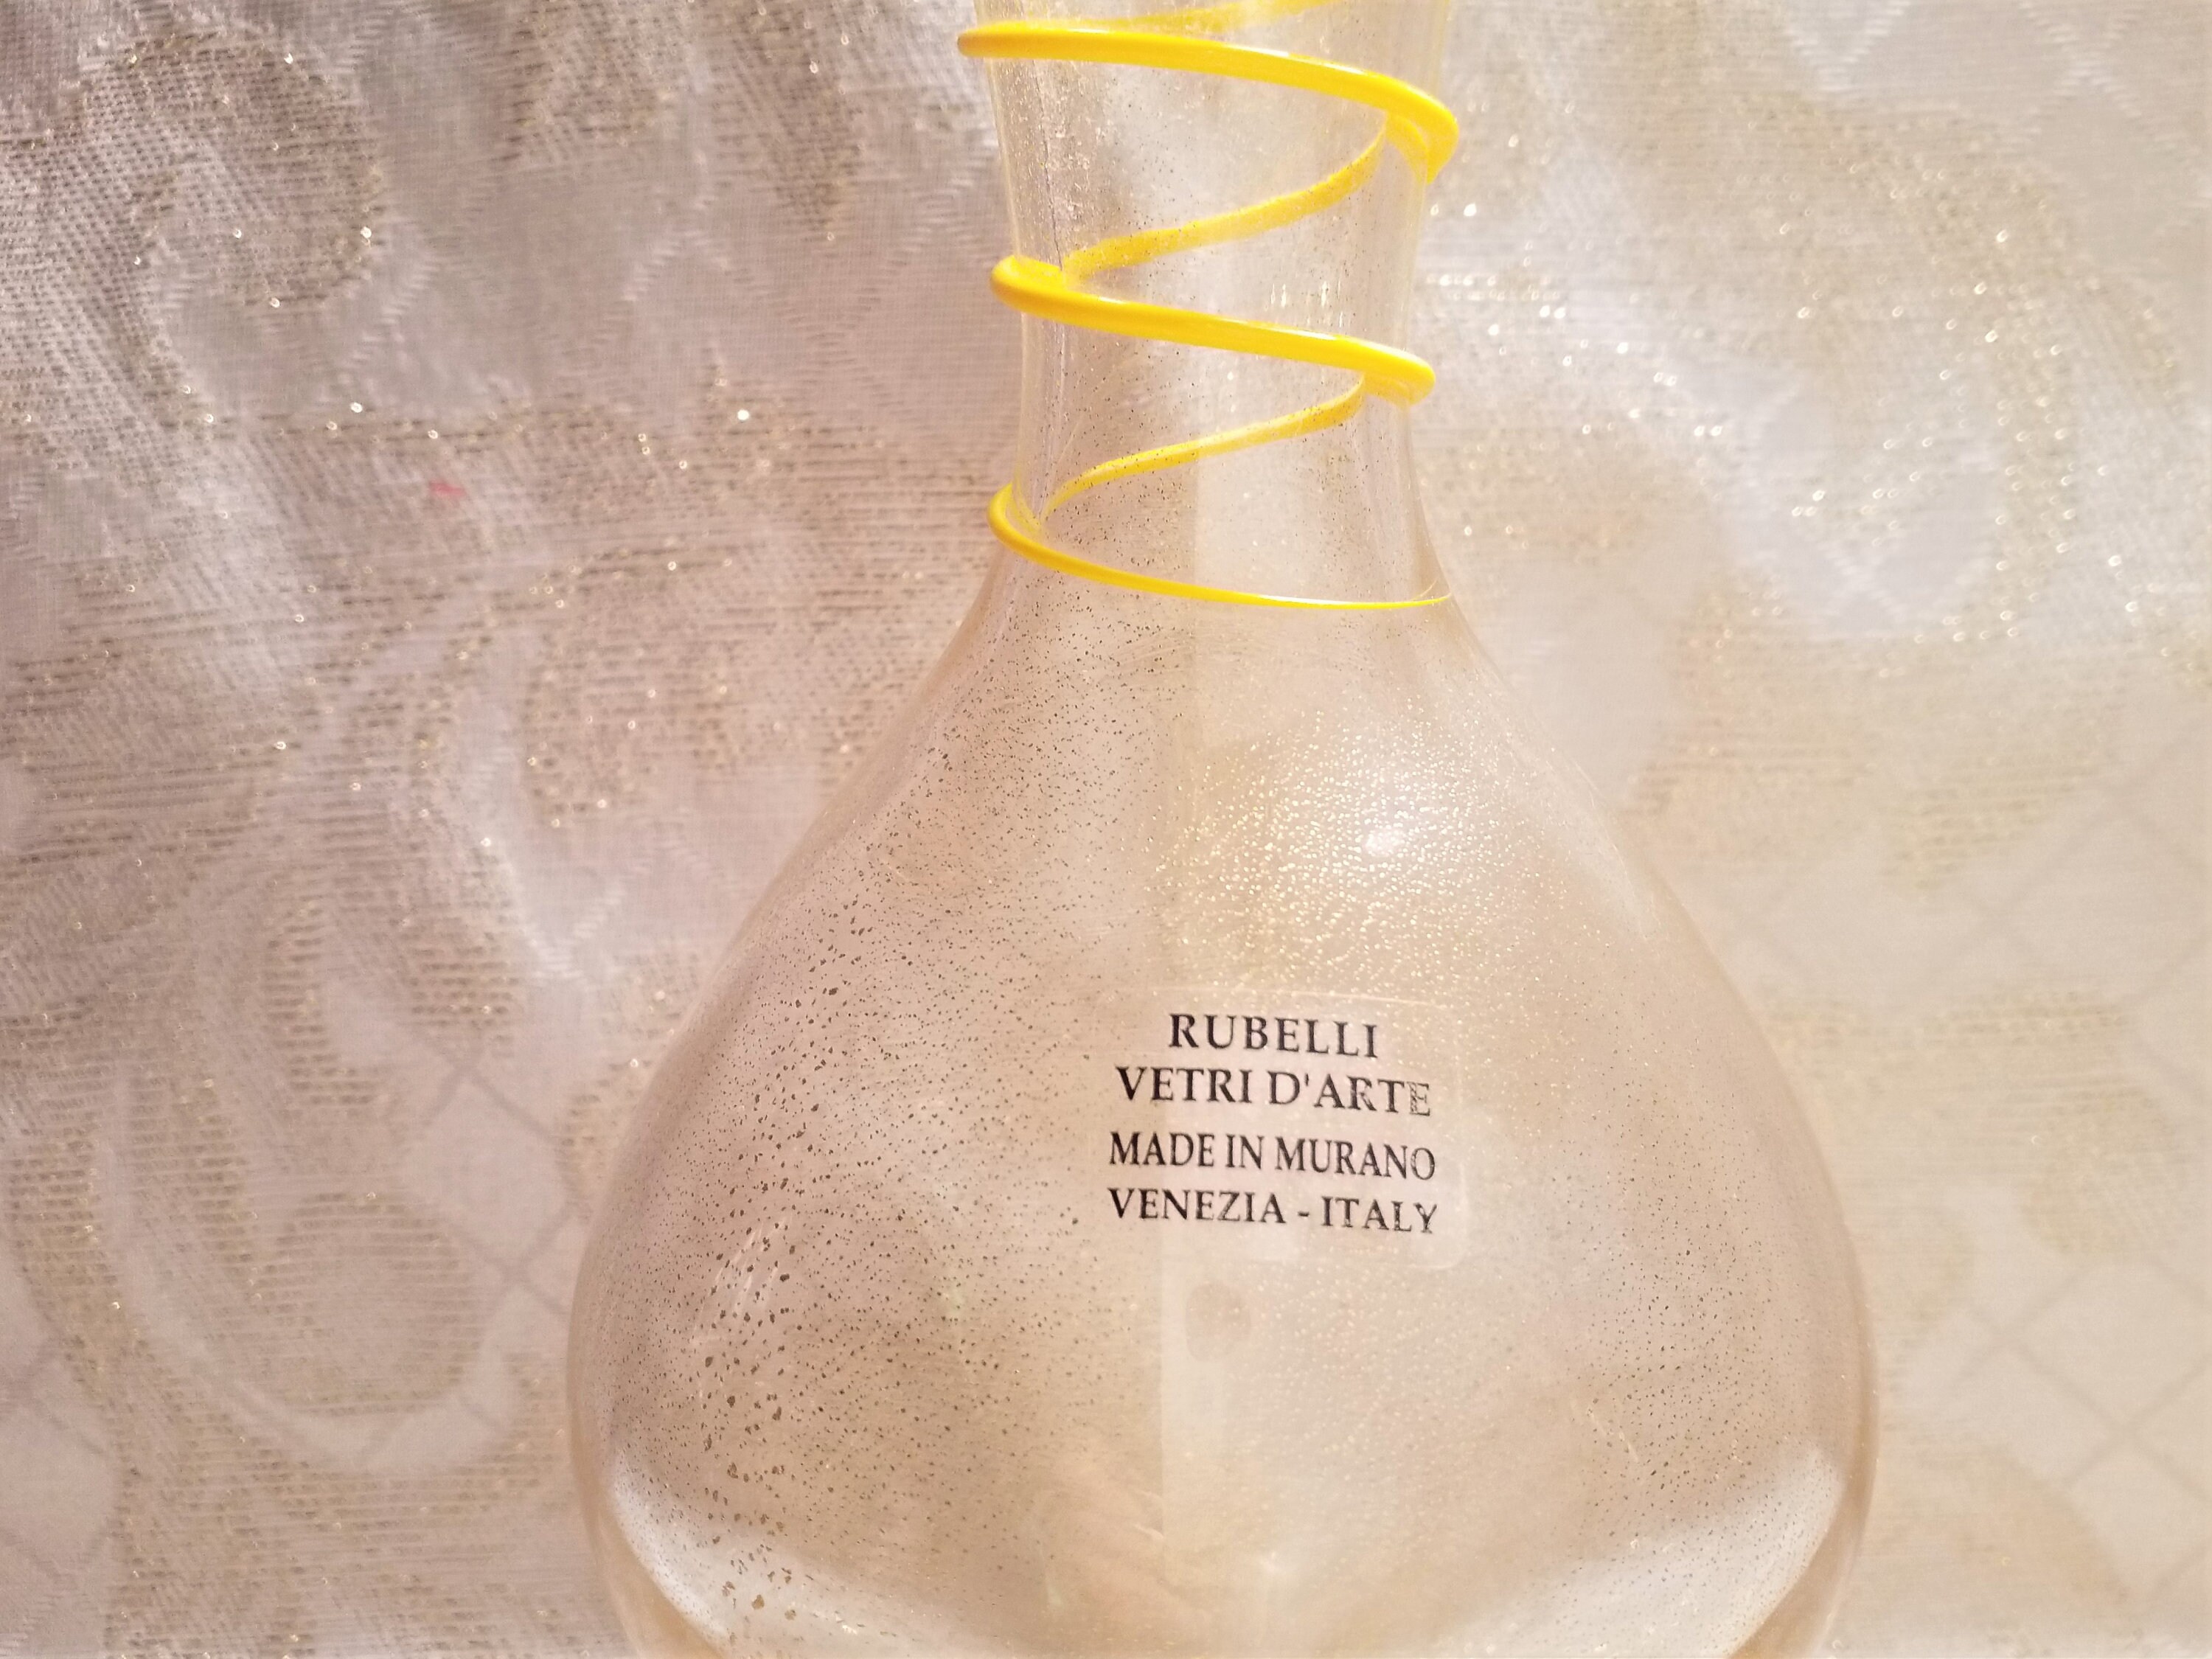 RUBELLI
VETRI D'ARTE
MADE IN MURANO
VENEZIA - ITALY